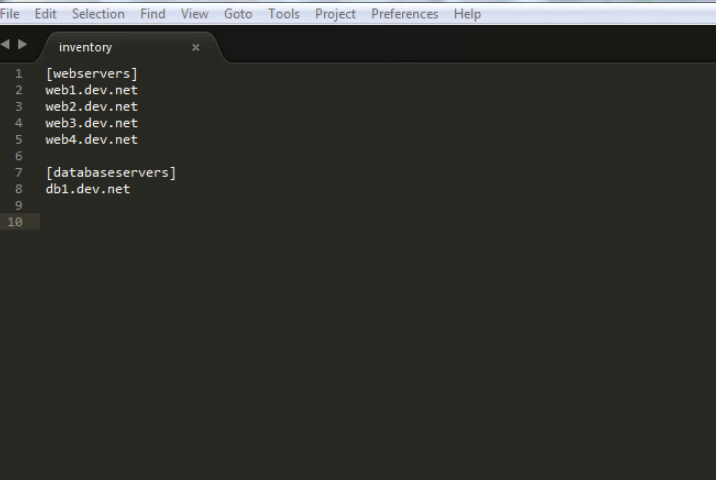 File Edit Selection Find View Goto Tools Project Preferences Help
inventory ×
1 [webservers]
2 web1.dev.net
3 web2.dev.net
4 web3.dev.net
5 web4.dev.net
6
7 [databaseservers]
8 db1.dev.net
9
10